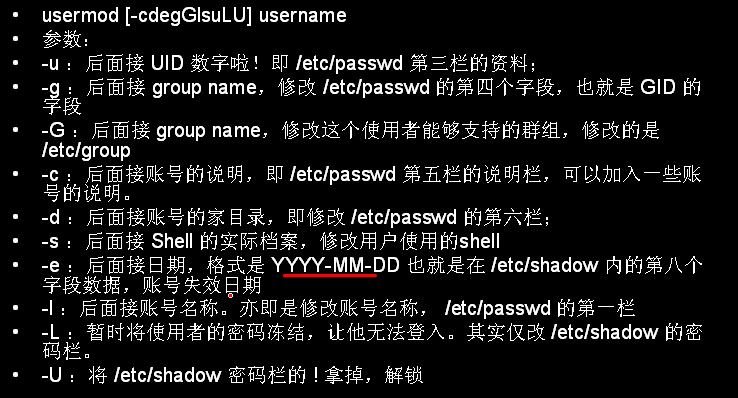 • usermod [-cdegGlsuLU] username
• 参数：
• -u ：后面接 UID 数字啦！即 /etc/passwd 第三栏的资料；
• -g ：后面接 group name，修改 /etc/passwd 的第四个字段，也就是 GID 的
字段
• -G ：后面接 group name，修改这个使用者能够支持的群组，修改的是
/etc/group
• -c ：后面接账号的说明，即 /etc/passwd 第五栏的说明栏，可以加入一些账
号的说明。
• -d ：后面接账号的家目录，即修改 /etc/passwd 的第六栏；
• -s ：后面接 Shell 的实际档案，修改用户使用的shell
• -e ：后面接日期，格式是 YYYY-MM-DD 也就是在 /etc/shadow 内的第八个
字段数据，账号失效日期
• -l ：后面接账号名称。亦即是修改账号名称， /etc/passwd 的第一栏
• -L ：暂时将使用者的密码冻结，让他无法登入。其实仅改 /etc/shadow 的密
码栏。
• -U ：将 /etc/shadow 密码栏的 ! 拿掉，解锁